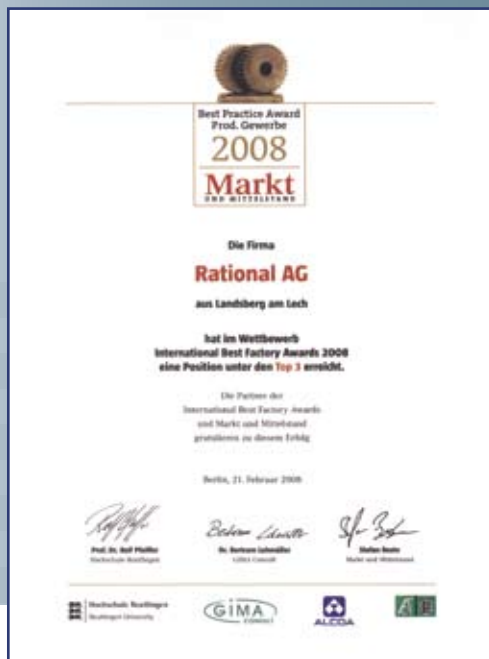 Best Practice Award
Prod. Gewerbe
2008
Markt
UND MITTELSTAND
Die Firma
Rational AG
aus Landsberg am Lech
hat im Wettbewerb
International Best Factory Awards 2008
eine Position unter den Top 3 erreicht.
Die Partner der
International Best Factory Awards
und Markt und Mittelstand
gratulieren zu diesem Erfolg
Berlin, 21. Februar 2008
Prof. Dr. Rolf Pfeiffer
Hochschule Reutlingen
Dr. Bertram Lohmüller
GIMA Consult
Stefan
Markt und Mittelstand
Hochschule Reutlingen
Reutlingen University
GIMA
CONSULT
ALCOA